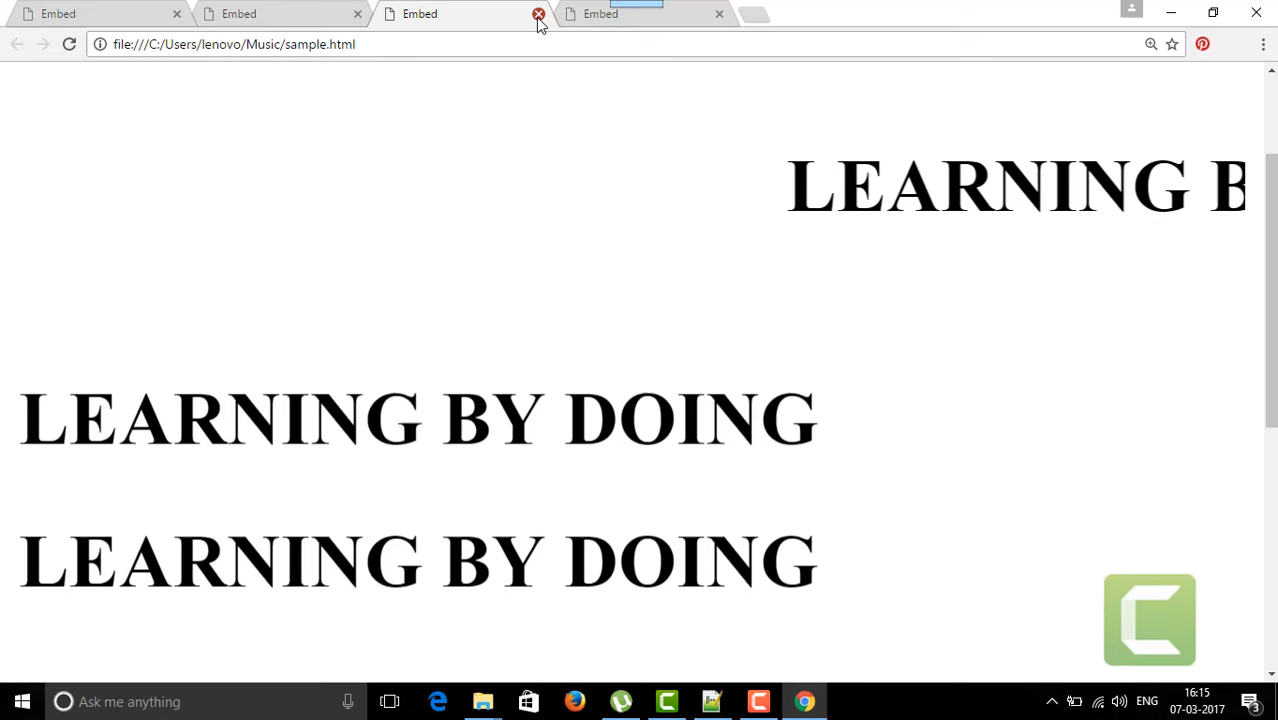 Embed
Embed
Embed
Embed
file:///C:/Users/lenovo/Music/sample.html
LEARNING B
LEARNING BY DOING
LEARNING BY DOING
Ask me anything
ENG
16:15
07-03-2017
3